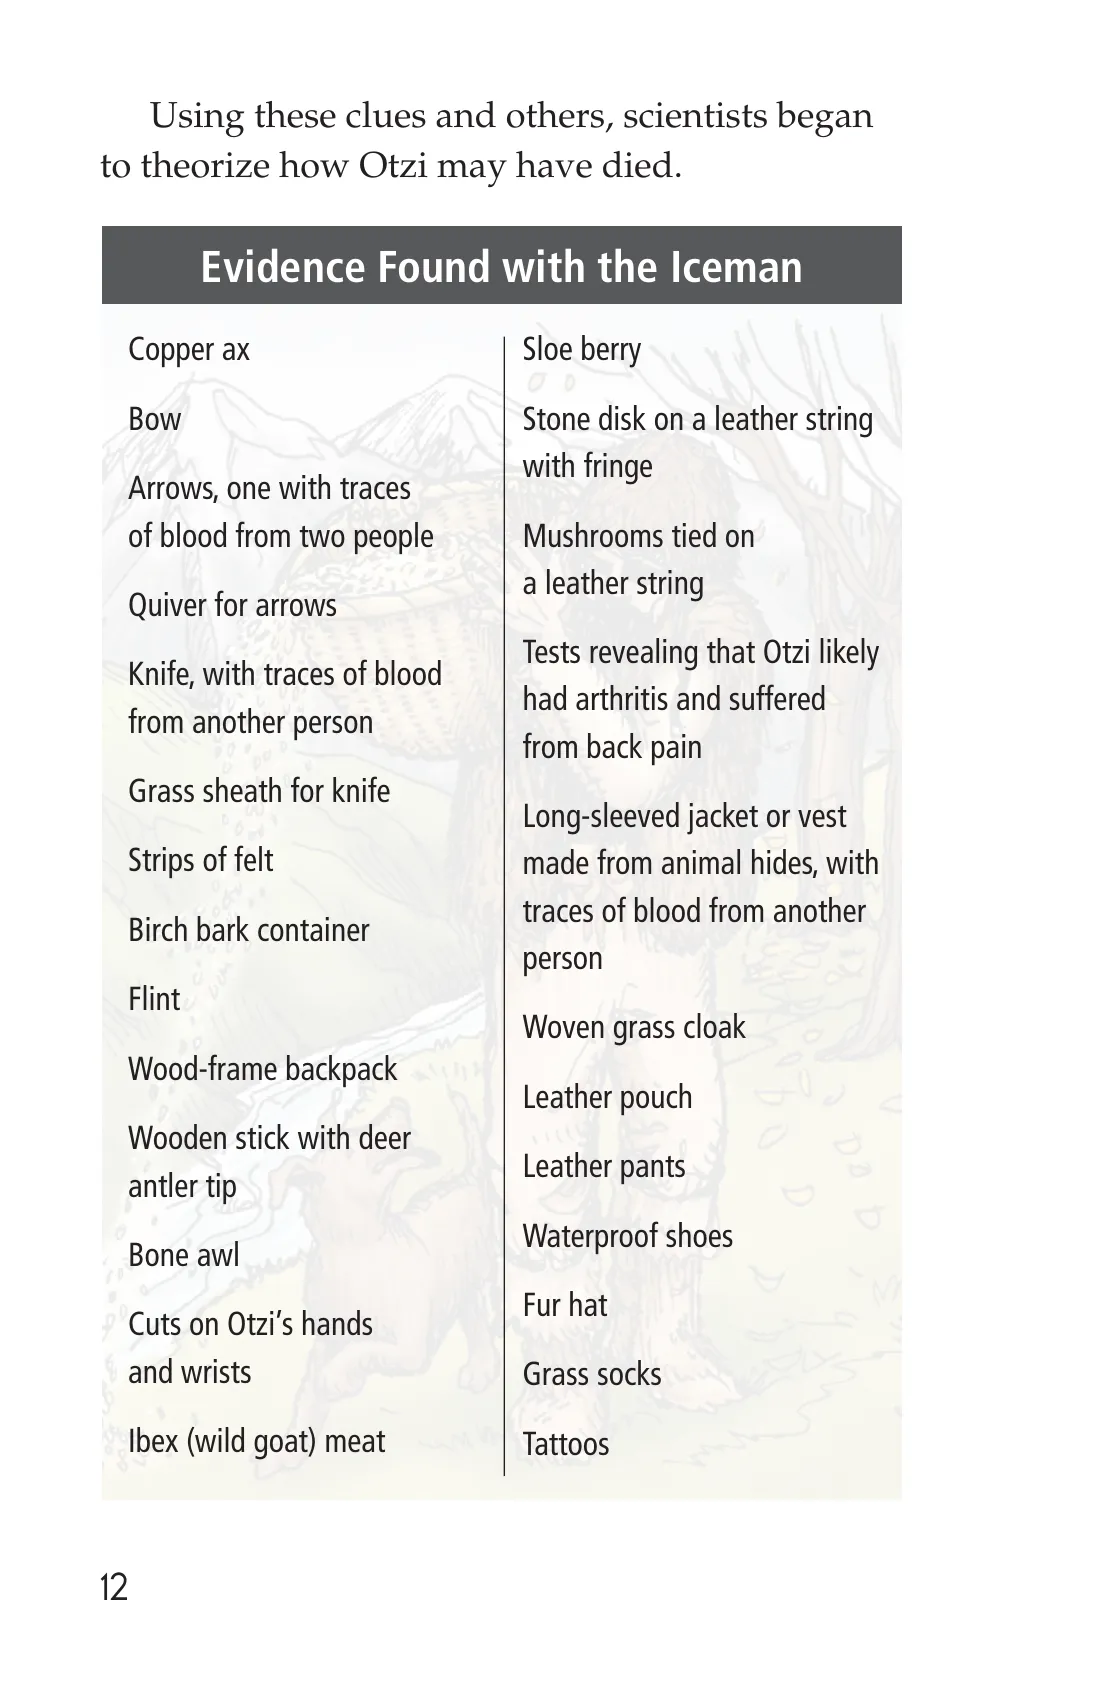 Using these clues and others, scientists began
to theorize how Otzi may have died.
Evidence Found with the Iceman
Copper ax
Bow
Arrows, one with traces
of blood from two people
Quiver for arrows
Knife, with traces of blood
from another person
Grass sheath for knife
Strips of felt
Birch bark container
Flint
Wood-frame backpack
Wooden stick with deer
antler tip
Bone awl
Cuts on Otzi’s hands
and wrists
Ibex (wild goat) meat
Sloe berry
Stone disk on a leather string
with fringe
Mushrooms tied on
a leather string
Tests revealing that Otzi likely
had arthritis and suffered
from back pain
Long-sleeved jacket or vest
made from animal hides, with
traces of blood from another
person
Woven grass cloak
Leather pouch
Leather pants
Waterproof shoes
Fur hat
Grass socks
Tattoos
12